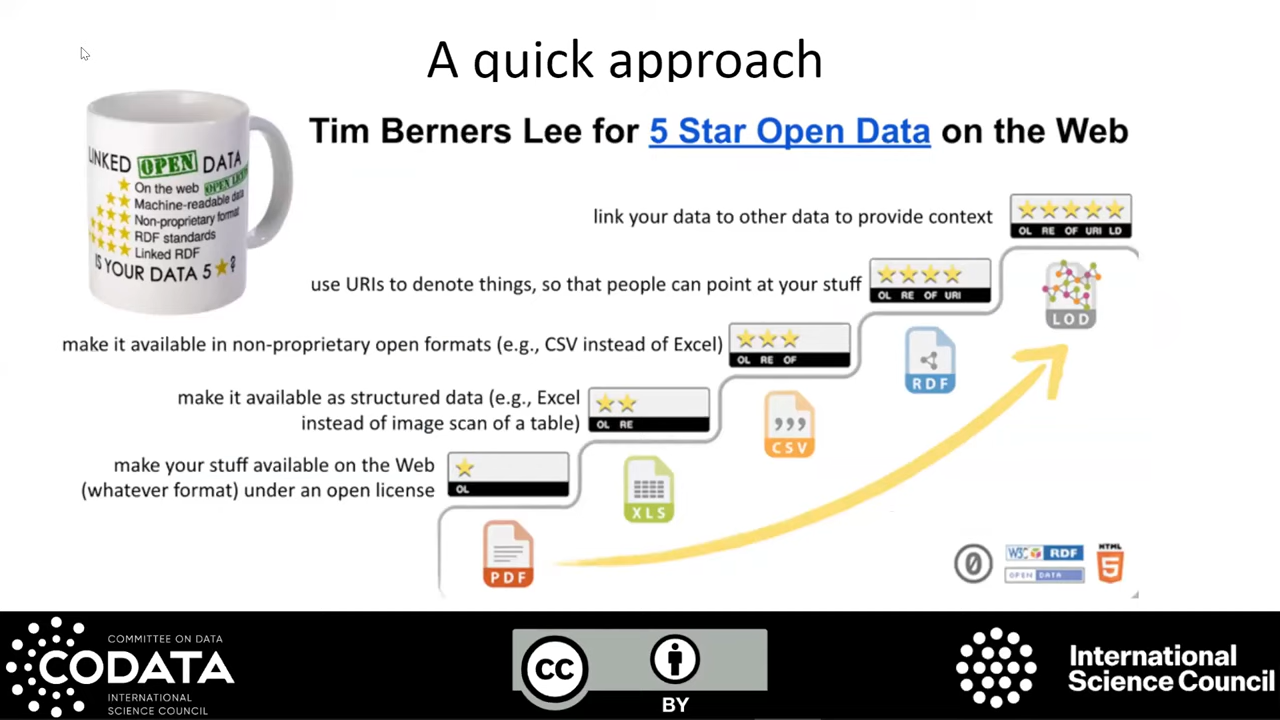 A quick approach
Tim Berners Lee for 5 Star Open Data on the Web
LINKED OPEN DATA
On the web OPEN LICENSE
Machine-readable data
Non-proprietary format
RDF standards
Linked RDF
IS YOUR DATA 5 ?
link your data to other data to provide context
OL RE OF URI LD
LOD
use URIs to denote things, so that people can point at your stuff
OL RE OF URI
RDF
make it available in non-proprietary open formats (e.g., CSV instead of Excel)
OL RE OF
CSV
make it available as structured data (e.g., Excel
instead of image scan of a table)
OL RE
XLS
make your stuff available on the Web
(whatever format) under an open license
OL
PDF
0
W3C RDF
OPEN DATA
HTML
5
COMMITTEE ON DATA
CODATA
INTERNATIONAL
SCIENCE COUNCIL
CC
BY
International
Science Council